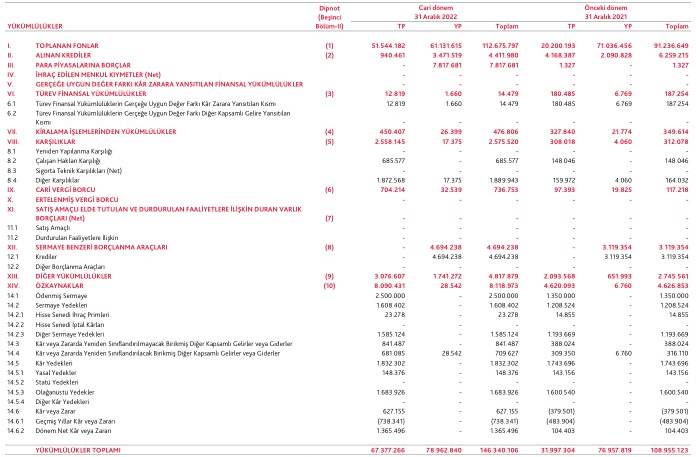 Dipnot Cari dönem Önceki dönem
(Beşinci 31 Aralık 2022 31 Aralık 2021
YÜKÜMLÜLÜKLER Bölüm-II) TP YP Toplam TP YP Toplam
I. TOPLANAN FONLAR (1) 51.544.182 61.131.615 112.675.797 20.200.193 71.036.456 91.236.649
II. ALINAN KREDİLER (2) 940.461 3.471.519 4.411.980 4.168.387 2.090.828 6.259.215
III. PARA PİYASALARINA BORÇLAR - 7.817.681 7.817.681 1.327 - 1.327
IV. İHRAÇ EDİLEN MENKUL KIYMETLER (Net) - - - - - -
V. GERÇEĞE UYGUN DEĞER FARKI KÂR ZARARA YANSITILAN FİNANSAL YÜKÜMLÜLÜKLER - - - - - -
VI. TÜREV FİNANSAL YÜKÜMLÜLÜKLER (3) 12.819 1.660 14.479 180.485 6.769 187.254
6.1 Türev Finansal Yükümlülüklerin Gerçeğe Uygun Değer Farkı Kâr Zarara Yansıtılan Kısmı 12.819 1.660 14.479 180.485 6.769 187.254
6.2 Türev Finansal Yükümlülüklerin Gerçeğe Uygun Değer Farkı Diğer Kapsamlı Gelire Yansıtılan
Kısmı - - - - - -
VII. KİRALAMA İŞLEMLERİNDEN YÜKÜMLÜLÜKLER (4) 450.407 26.399 476.806 327.840 21.774 349.614
VIII. KARŞILIKLAR (5) 2.558.145 17.375 2.575.520 308.018 4.060 312.078
8.1 Yeniden Yapılanma Karşılığı - - - - - -
8.2 Çalışan Hakları Karşılığı 685.577 - 685.577 148.046 - 148.046
8.3 Sigorta Teknik Karşılıkları (Net) - - - - - -
8.4 Diğer Karşılıklar 1.872.568 17.375 1.889.943 159.972 4.060 164.032
IX. CARİ VERGİ BORCU (6) 704.214 32.539 736.753 97.393 19.825 117.218
X. ERTELENMİŞ VERGİ BORCU - - - - - -
XI. SATIŞ AMAÇLI ELDE TUTULAN VE DURDURULAN FAALİYETLERE İLİŞKİN DURAN VARLIK
BORÇLARI (Net) (7) - - - - - -
11.1 Satış Amaçlı - - - - - -
11.2 Durdurulan Faaliyetlere İlişkin - - - - - -
XII. SERMAYE BENZERİ BORÇLANMA ARAÇLARI (8) - 4.694.238 4.694.238 - 3.119.354 3.119.354
12.1 Krediler - 4.694.238 4.694.238 - 3.119.354 3.119.354
12.2 Diğer Borçlanma Araçları - - - - - -
XIII. DİĞER YÜKÜMLÜLÜKLER (9) 3.076.607 1.741.272 4.817.879 2.093.568 651.993 2.745.561
XIV. ÖZKAYNAKLAR (10) 8.090.431 28.542 8.118.973 4.620.093 6.760 4.626.853
14.1 Ödenmiş Sermaye 2.500.000 - 2.500.000 1.350.000 - 1.350.000
14.2 Sermaye Yedekleri 1.608.402 - 1.608.402 1.208.524 - 1.208.524
14.2.1 Hisse Senedi İhraç Primleri 23.278 - 23.278 14.855 - 14.855
14.2.2 Hisse Senedi İptal Kârları - - - - - -
14.2.3 Diğer Sermaye Yedekleri 1.585.124 - 1.585.124 1.193.669 - 1.193.669
14.3 Kâr veya Zararda Yeniden Sınıflandırılmayacak Birikmiş Diğer Kapsamlı Gelirler veya Giderler 841.487 - 841.487 388.024 - 388.024
14.4 Kâr veya Zararda Yeniden Sınıflandırılacak Birikmiş Diğer Kapsamlı Gelirler veya Giderler 681.085 28.542 709.627 309.350 6.760 316.110
14.5 Kâr Yedekleri 1.832.302 - 1.832.302 1.743.696 - 1.743.696
14.5.1 Yasal Yedekler 148.376 - 148.376 143.156 - 143.156
14.5.2 Statü Yedekleri - - - - - -
14.5.3 Olağanüstü Yedekler 1.683.926 - 1.683.926 1.600.540 - 1.600.540
14.5.4 Diğer Kâr Yedekleri - - - - - -
14.6 Kâr veya Zarar 627.155 - 627.155 (379.501) - (379.501)
14.6.1 Geçmiş Yıllar Kâr veya Zararı (738.341) - (738.341) (483.904) - (483.904)
14.6.2 Dönem Net Kâr veya Zararı 1.365.496 - 1.365.496 104.403 - 104.403
YÜKÜMLÜLÜKLER TOPLAMI 67.377.266 78.962.840 146.340.106 31.997.304 76.957.819 108.955.123